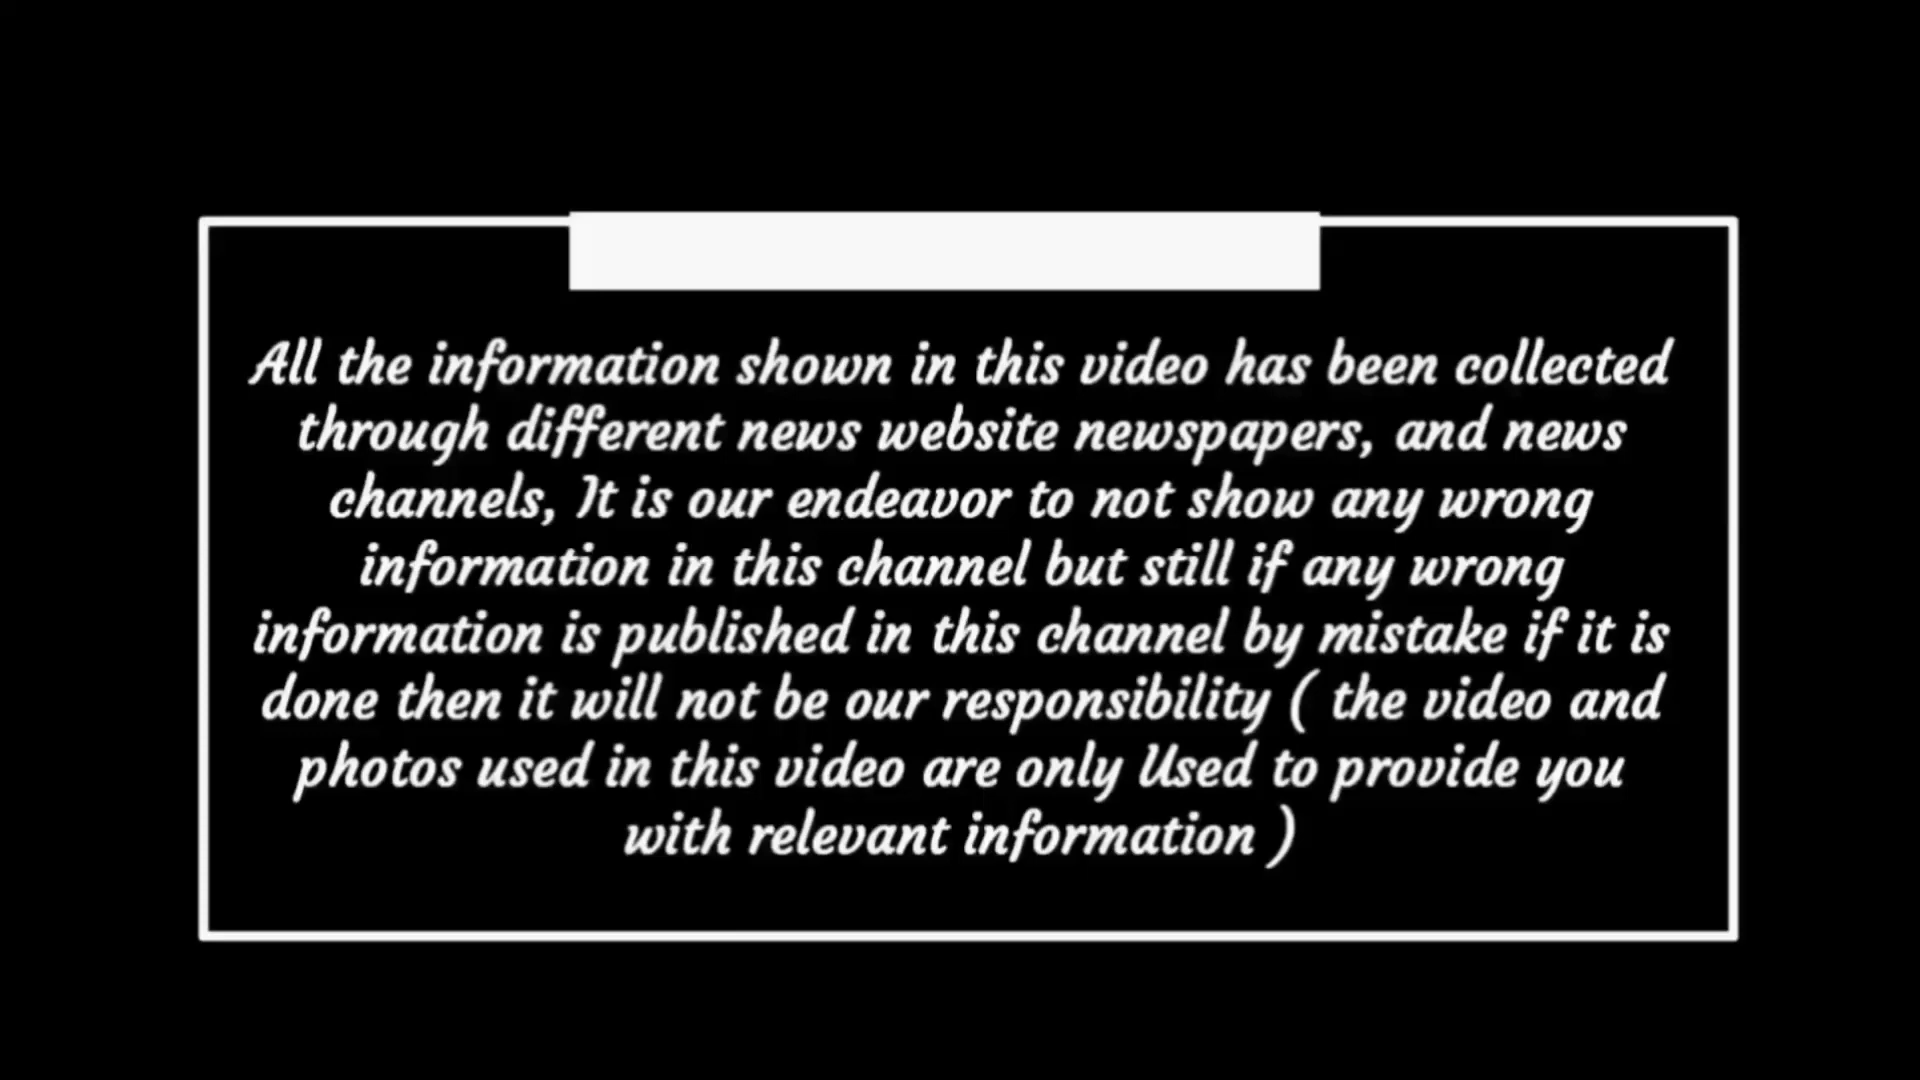 All the information shown in this video has been collected
through different news website newspapers, and news
channels, It is our endeavor to not show any wrong
information in this channel but still if any wrong
information is published in this channel by mistake if it is
done then it will not be our responsibility ( the video and
photos used in this video are only Used to provide you
with relevant information )